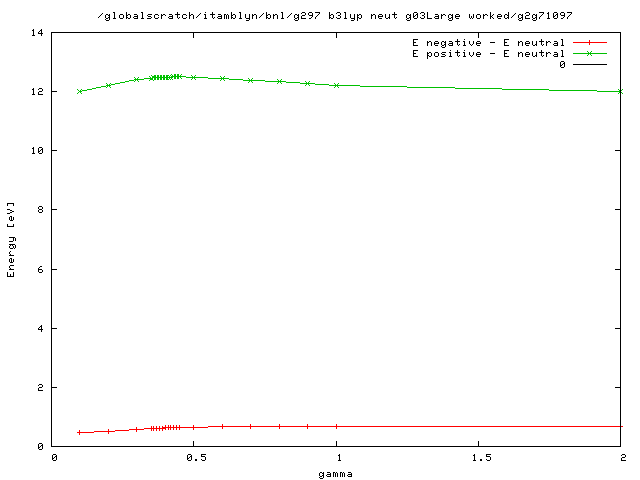 /globalscratch/itamblyn/bnl/g297 b3lyp neut g03Large worked/g2g71097
E negative - E neutral
E positive - E neutral
0
14
12
10
8
6
4
2
0
Energy [eV]
0 0.5 1 1.5 2
gamma